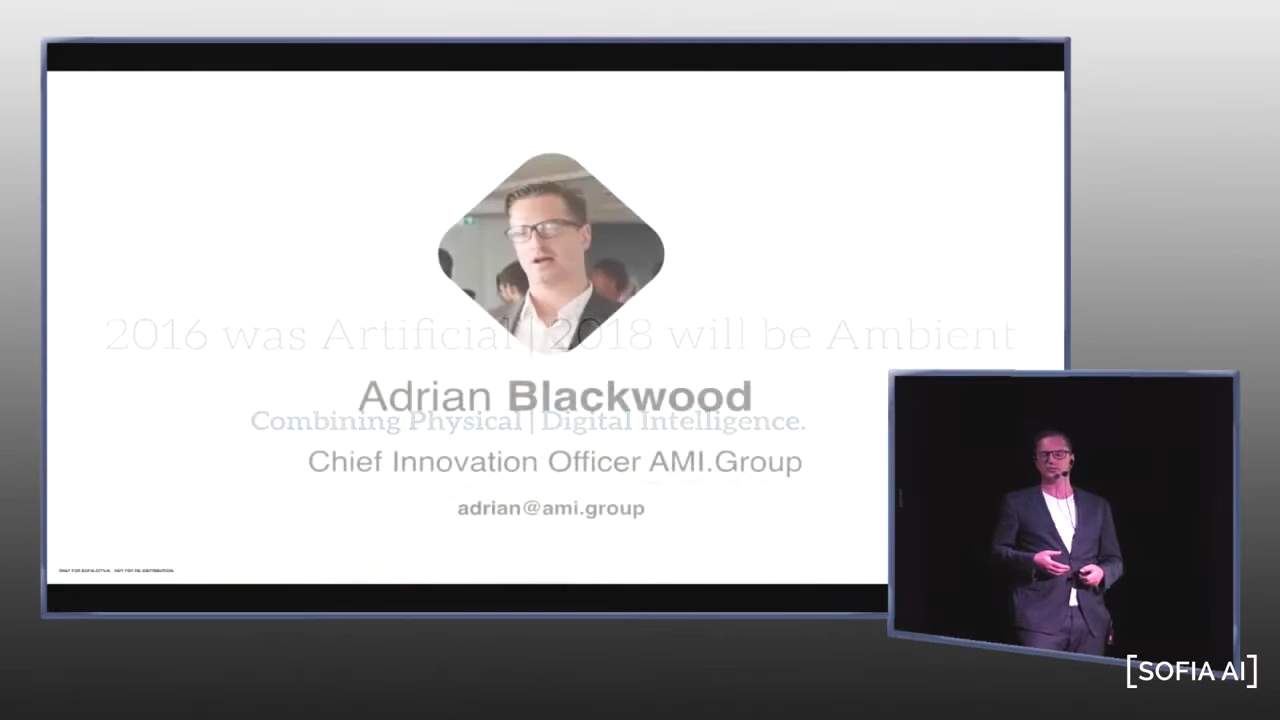 2016 was Artificial | 2018 will be Ambient
Adrian Blackwood
Combining Physical | Digital Intelligence.
Chief Innovation Officer AMI.Group
adrian@ami.group
[SOFIA AI]